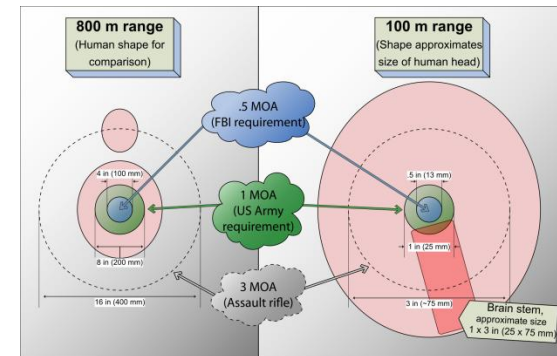 800 m range
(Human shape for
comparison)
100 m range
(Shape approximates
size of human head)
.5 MOA
(FBI requirement)
4 in (100 mm)
.5 in (13 mm)
1 MOA
(US Army
requirement)
8 in (200 mm)
1 in (25 mm)
3 MOA
(Assault rifle)
16 in (400 mm)
3 in (~75 mm)
Brain stem,
approximate size
1 x 3 in (25 x 75 mm)